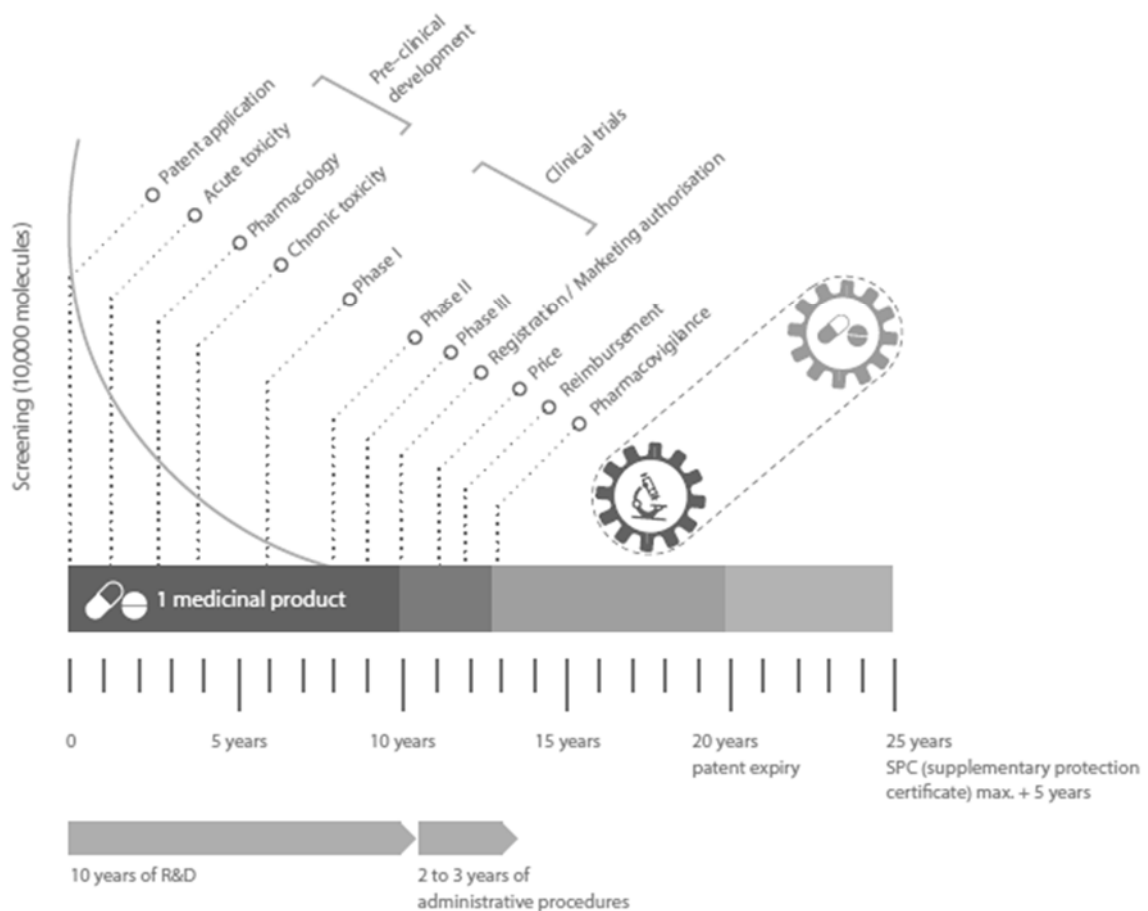 Pre-clinical
development
Clinical trials
Screening (10,000 molecules)
Patent application
Acute toxicity
Pharmacology
Chronic toxicity
Phase I
Phase II
Phase III
Registration / Marketing authorisation
Price
Reimbursement
Pharmacovigilance
1 medicinal product
0
5 years
10 years
15 years
20 years
patent expiry
25 years
SPC (supplementary protection
certificate) max. + 5 years
10 years of R&D
2 to 3 years of
administrative procedures